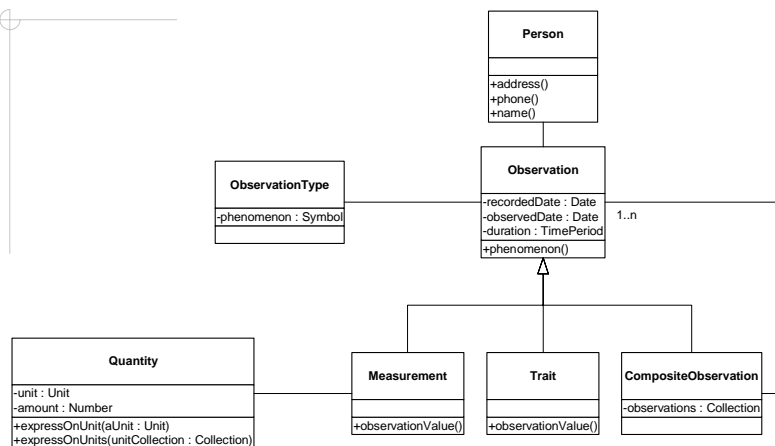 Person
+address()
+phone()
+name()
ObservationType
-phenomenon : Symbol
Observation
-recordedDate : Date
-observedDate : Date
-duration : TimePeriod
+phenomenon()
1..n
Quantity
-unit : Unit
-amount : Number
+expressOnUnit(aUnit : Unit)
+expressOnUnits(unitCollection : Collection)
Measurement
+observationValue()
Trait
+observationValue()
CompositeObservation
-observations : Collection